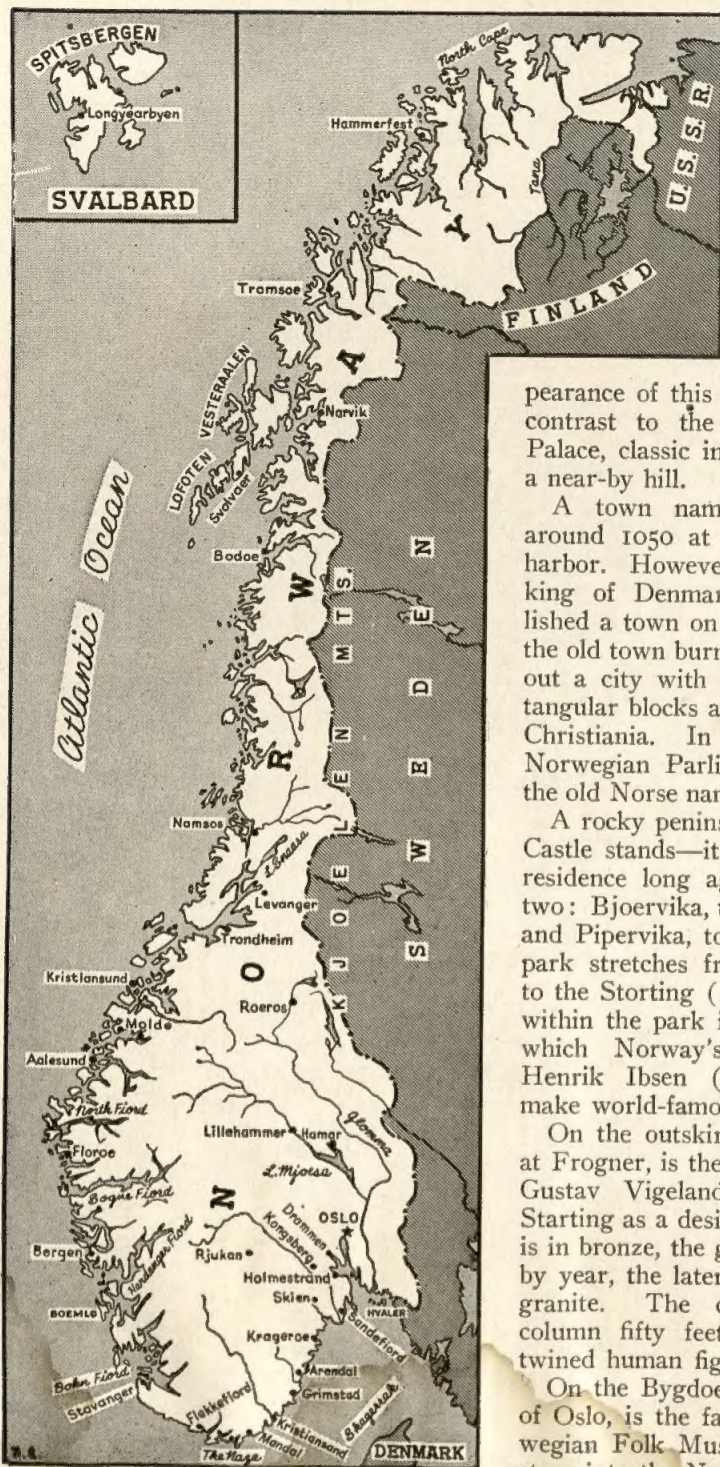 SPITSBERGEN
Longyearbyen
SVALBARD
North Cape
Hammerfest
Tana
U.S.S.R.
Tromsoe
FINLAND
VESTERAALEN
Narvik
LOFOTEN
Svolvaer
Bodoe
Atlantic Ocean
NORWAY
SWEDEN
KJOELEN MTS.
Namsos
L. Snaasa
Levanger
Trondheim
Kristiansund
Roeros
Molde
Aalesund
North Fiord
Glomma
Lillehammer
Hamar
Floroe
L. Mjoesa
Sogne Fiord
OSLO
Drammen
Kongsberg
Bergen
Hardanger Fiord
Rjukan
Holmestrand
BOEMLO
Skien
HVALER
Sandefjord
Krageroe
Bokn Fiord
Stavanger
Arendal
Grimstad
Flekkefiord
Kristiansand
Skagerrak
Mandal
The Naze
DENMARK
pearance of this
contrast to the
Palace, classic in
a near-by hill.
A town nam
around 1050 at
harbor. Howeve
king of Denmar
lished a town on
the old town burn
out a city with
tangular blocks a
Christiania. In
Norwegian Parli
the old Norse nam
A rocky penins
Castle stands—it
residence long ag
two: Bjoervika, t
and Pipervika, to
park stretches fr
to the Storting (
within the park i
which Norway's
Henrik Ibsen (
make world-famo
On the outskir
at Frogner, is the
Gustav Vigeland
Starting as a desi
is in bronze, the g
by year, the later
granite. The c
column fifty feet
twined human fig
On the Bygdoe
of Oslo, is the fa
wegian Folk Mus